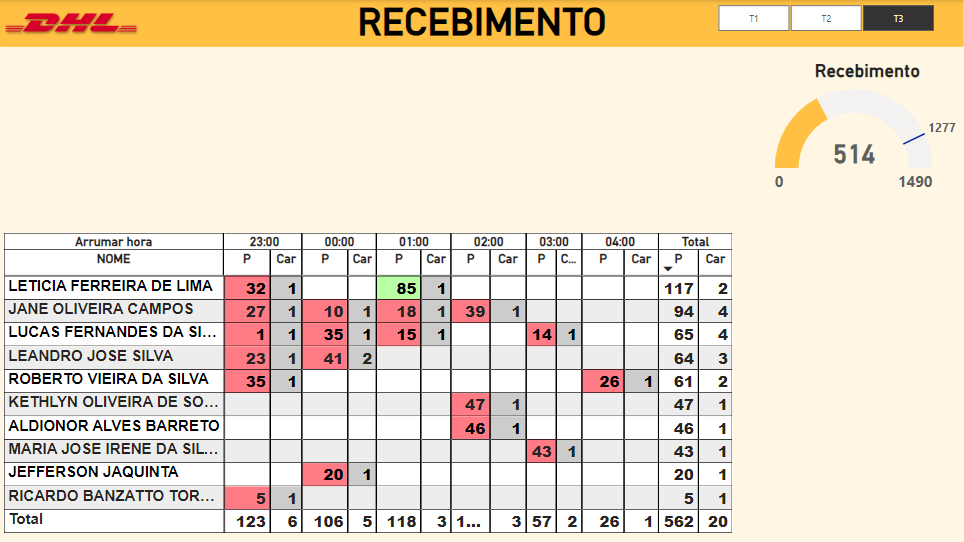 DHL RECEBIMENTO T1 T2 T3
Recebimento
1277
514
0 1490
Arrumar hora 23:00 00:00 01:00 02:00 03:00 04:00 Total
NOME P Car P Car P Car P Car P C... P Car P Car
LETICIA FERREIRA DE LIMA 32 1 85 1 117 2
JANE OLIVEIRA CAMPOS 27 1 10 1 18 1 39 1 94 4
LUCAS FERNANDES DA SI... 1 1 35 1 15 1 14 1 65 4
LEANDRO JOSE SILVA 23 1 41 2 64 3
ROBERTO VIEIRA DA SILVA 35 1 26 1 61 2
KETHLYN OLIVEIRA DE SO... 47 1 47 1
ALDIONOR ALVES BARRETO 46 1 46 1
MARIA JOSE IRENE DA SIL... 43 1 43 1
JEFFERSON JAQUINTA 20 1 20 1
RICARDO BANZATTO TOR... 5 1 5 1
Total 123 6 106 5 118 3 1... 3 57 2 26 1 562 20